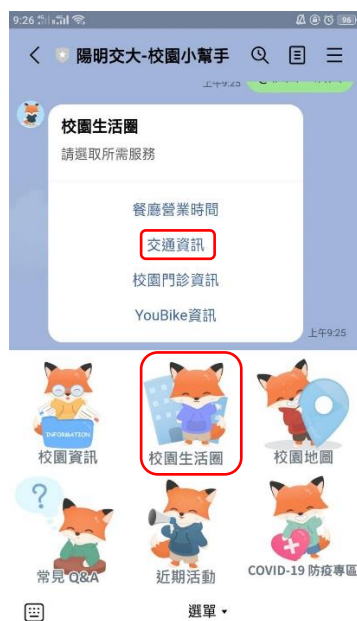 9:26
96
陽明交大-校園小幫手
上午9:25
校園生活圈
請選取所需服務
餐廳營業時間
交通資訊
校園門診資訊
YouBike資訊
上午9:25
INFORMATION
校園資訊
校園生活圈
校園地圖
?
常見 Q&A
近期活動
COVID-19 防疫專區
選單